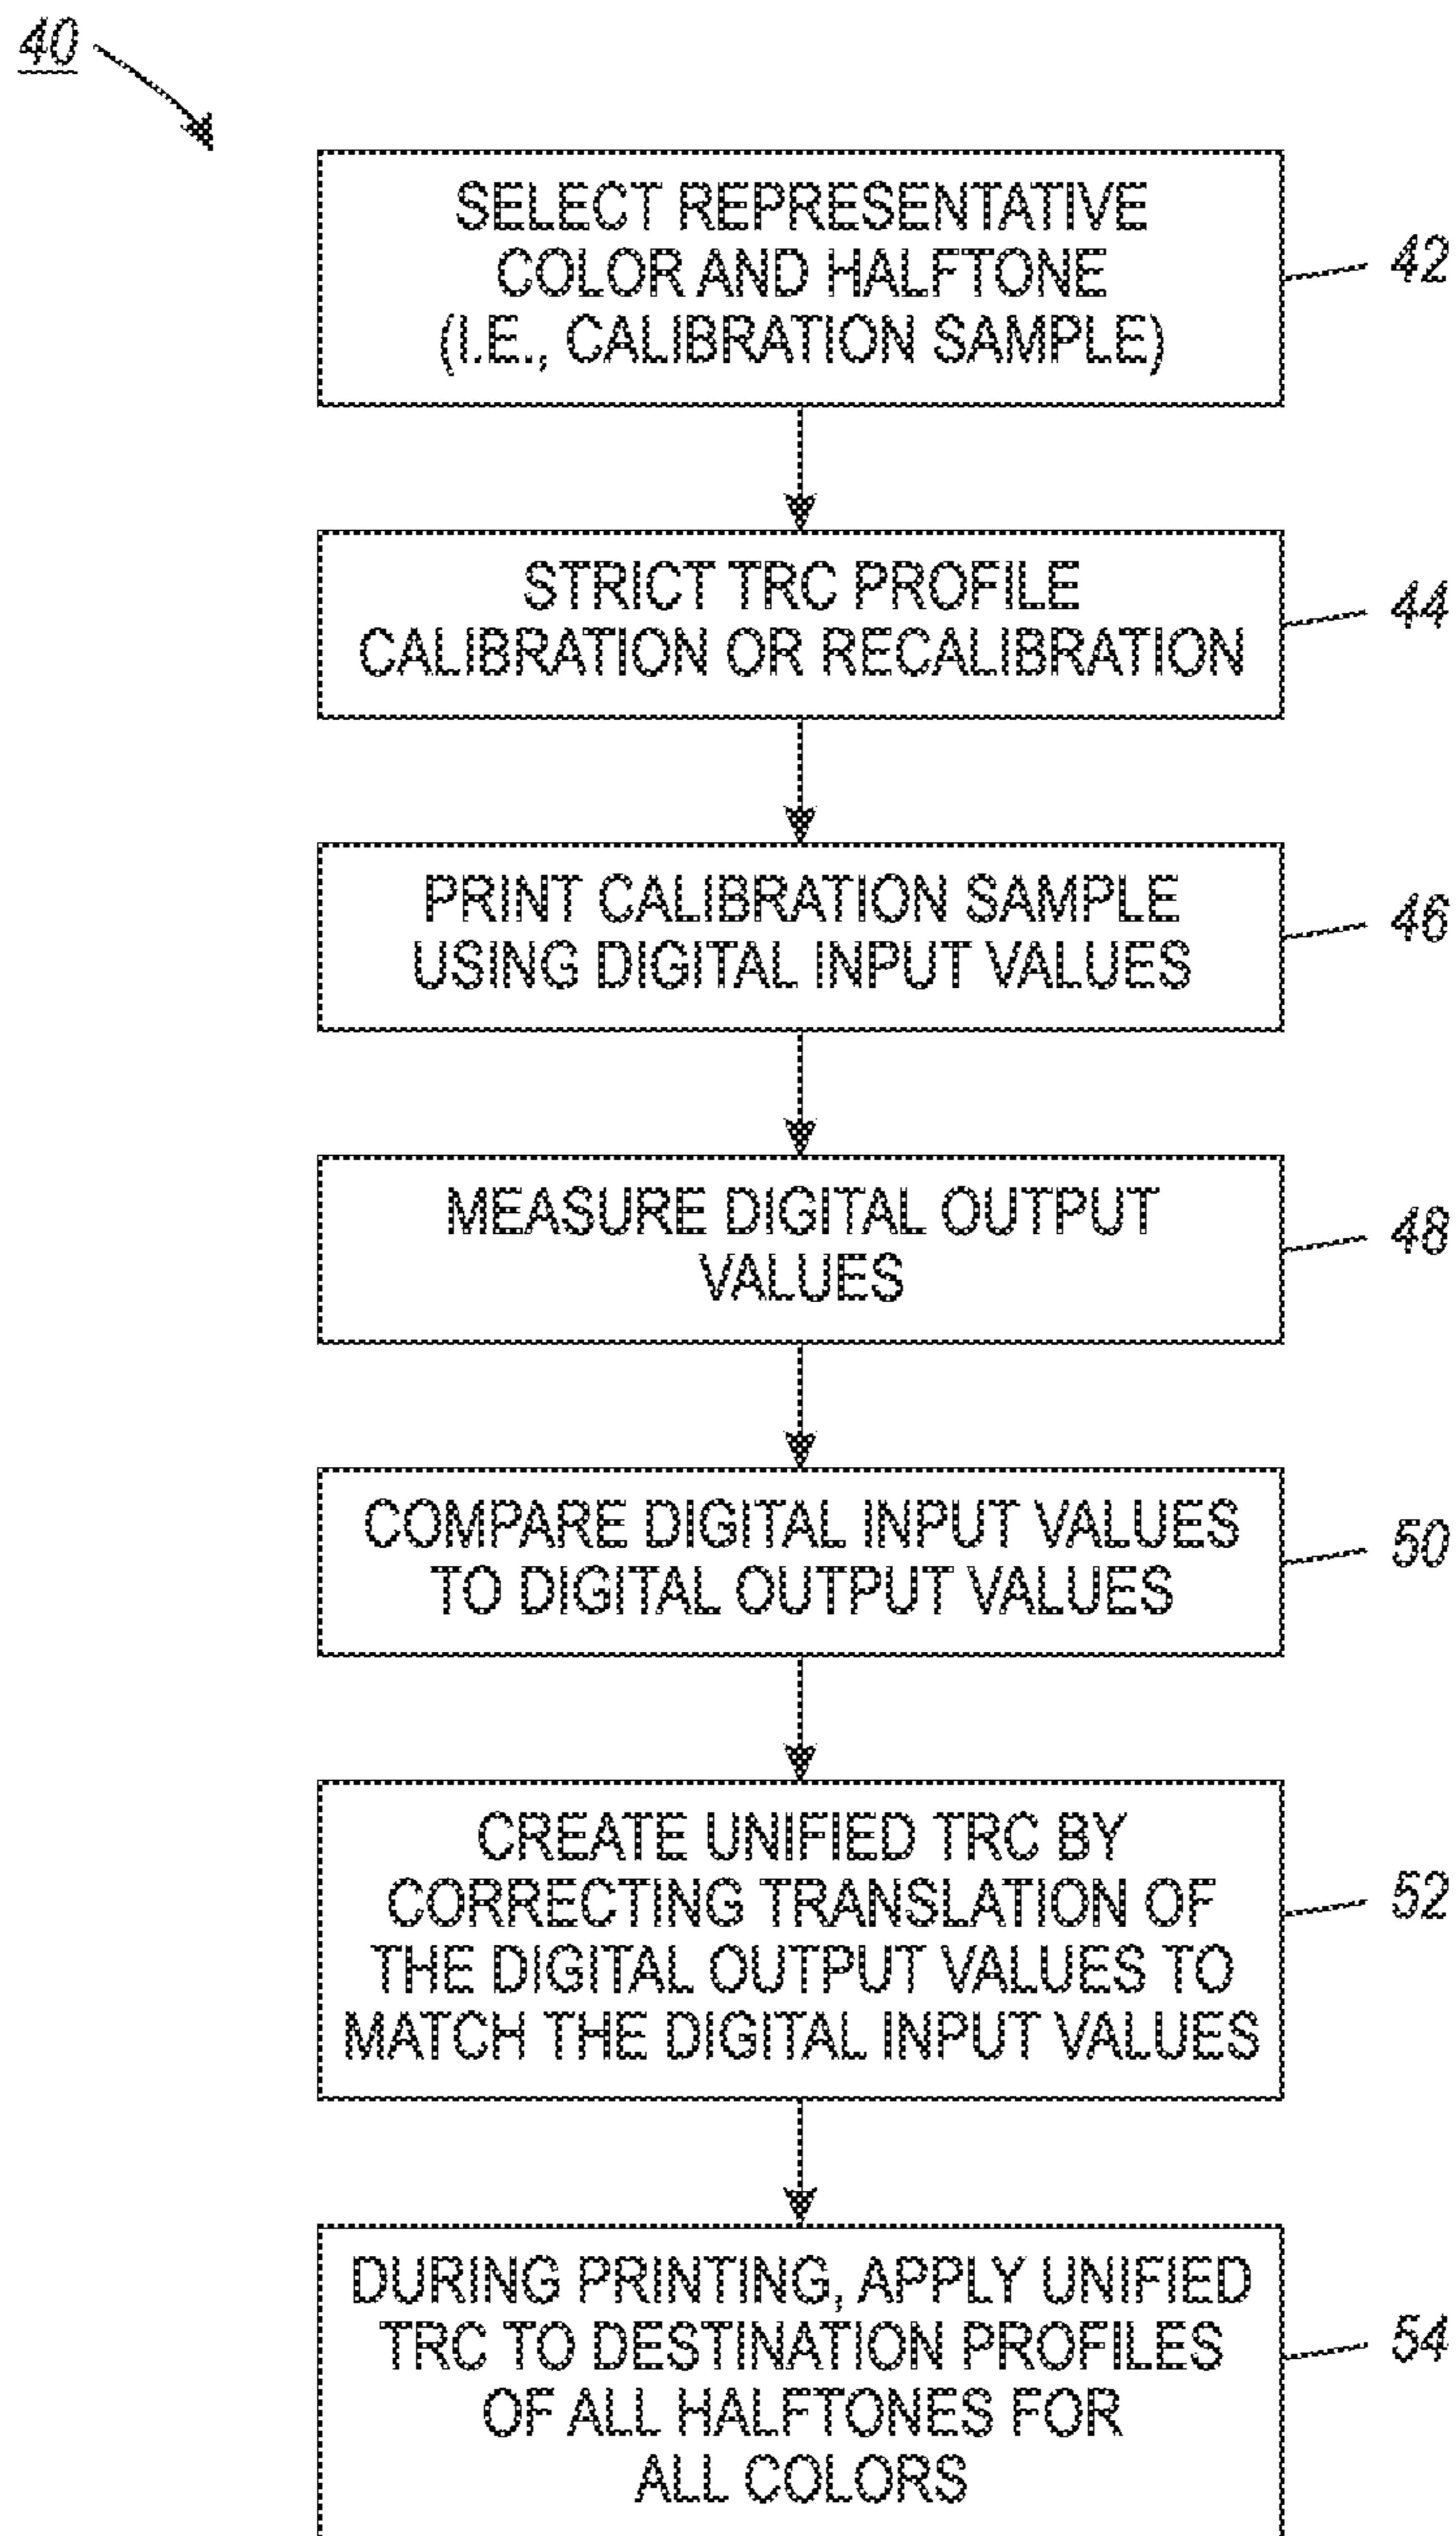 40
SELECT REPRESENTATIVE
COLOR AND HALFTONE
(I.E., CALIBRATION SAMPLE)
42
STRICT TRC PROFILE
CALIBRATION OR RECALIBRATION
44
PRINT CALIBRATION SAMPLE
USING DIGITAL INPUT VALUES
46
MEASURE DIGITAL OUTPUT
VALUES
48
COMPARE DIGITAL INPUT VALUES
TO DIGITAL OUTPUT VALUES
50
CREATE UNIFIED TRC BY
CORRECTING TRANSLATION OF
THE DIGITAL OUTPUT VALUES TO
MATCH THE DIGITAL INPUT VALUES
52
DURING PRINTING, APPLY UNIFIED
TRC TO DESTINATION PROFILES
OF ALL HALFTONES FOR
ALL COLORS
54